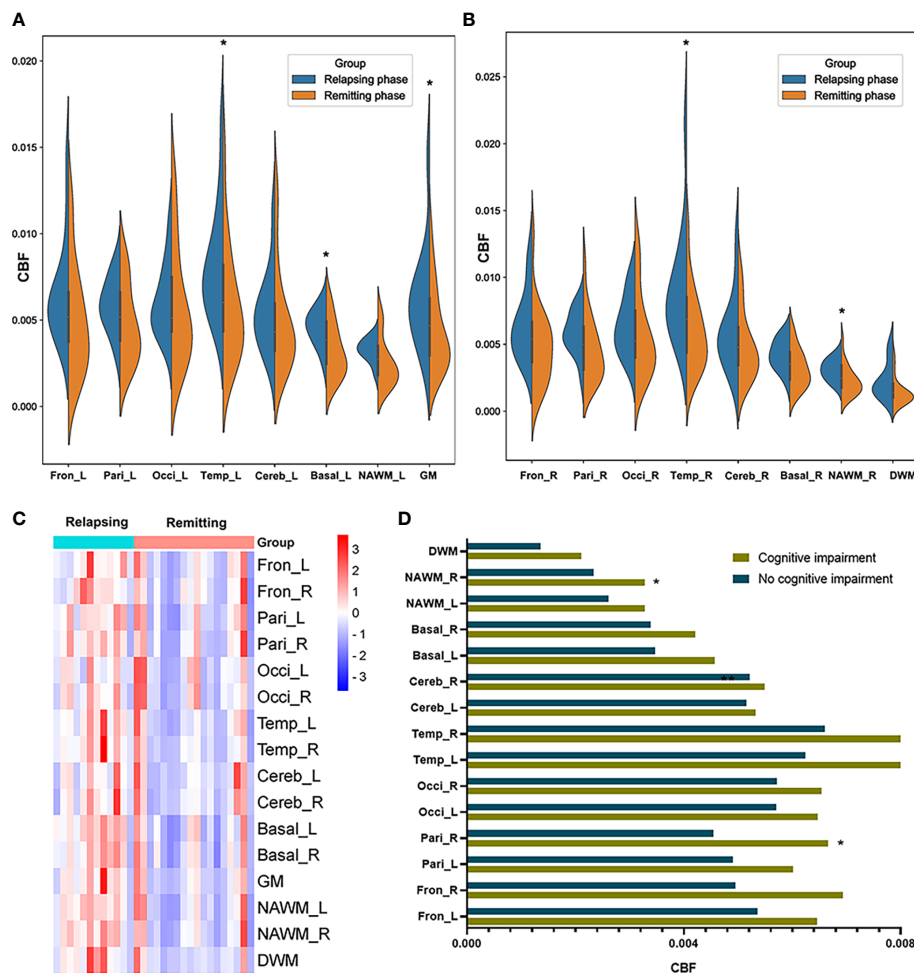 A
*
*
*
Group
Relapsing phase
Remitting phase
0.020
0.015
0.010
0.005
0.000
CBF
Fron_L Pari_L Occi_L Temp_L Cereb_L Basal_L NAWM_L GM
B
*
*
Group
Relapsing phase
Remitting phase
0.025
0.020
0.015
0.010
0.005
0.000
CBF
Fron_R Pari_R Occi_R Temp_R Cereb_R Basal_R NAWM_R DWM
C
Relapsing Remitting
Group
Fron_L
Fron_R
Pari_L
Pari_R
Occi_L
Occi_R
Temp_L
Temp_R
Cereb_L
Cereb_R
Basal_L
Basal_R
GM
NAWM_L
NAWM_R
DWM
3
2
1
0
- 1
- 2
- 3
D
Cognitive impairment
No cognitive impairment
DWM
NAWM_R *
NAWM_L
Basal_R
Basal_L
Cereb_R **
Cereb_L
Temp_R
Temp_L
Occi_R
Occi_L
Pari_R *
Pari_L
Fron_R
Fron_L
0.000 0.004 0.008
CBF